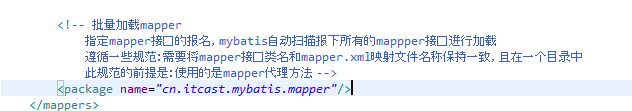 <!-- 批量加载mapper
指定mapper接口的报名，mybatis自动扫描报下所有的mappper接口进行加载
遵循一些规范:需要将mapper接口类名和mapper.xml映射文件名称保持一致，且在一个目录中
此规范的前提是:使用的是mapper代理方法 -->
<package name="cn.itcast.mybatis.mapper"/>
</mappers>